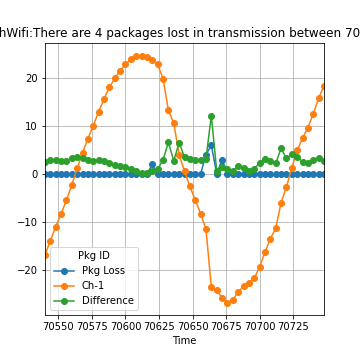 hWifi:There are 4 packages lost in transmission between 70
20
10
0
−10
−20
Pkg ID
Pkg Loss
Ch-1
Difference
70550 70575 70600 70625 70650 70675 70700 70725
Time